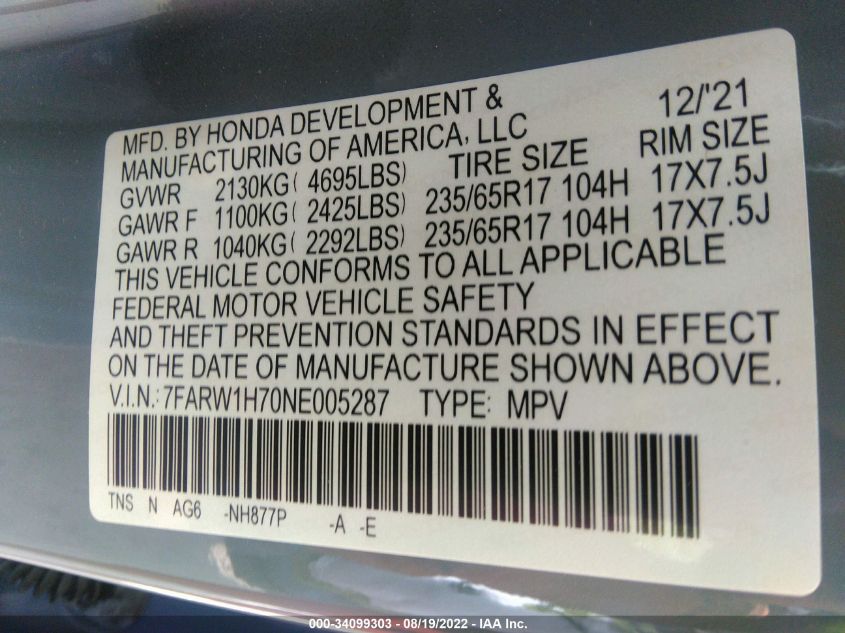 MFD. BY HONDA DEVELOPMENT & 12/'21
MANUFACTURING OF AMERICA, LLC
GVWR 2130KG( 4695LBS) TIRE SIZE RIM SIZE
GAWR F 1100KG( 2425LBS) 235/65R17 104H 17X7.5J
GAWR R 1040KG( 2292LBS) 235/65R17 104H 17X7.5J
THIS VEHICLE CONFORMS TO ALL APPLICABLE
FEDERAL MOTOR VEHICLE SAFETY
AND THEFT PREVENTION STANDARDS IN EFFECT
ON THE DATE OF MANUFACTURE SHOWN ABOVE.
V.I.N.: 7FARW1H70NE005287 TYPE: MPV
TNS N AG6 -NH877P -A -E
000-34099303 - 08/19/2022 - IAA Inc.